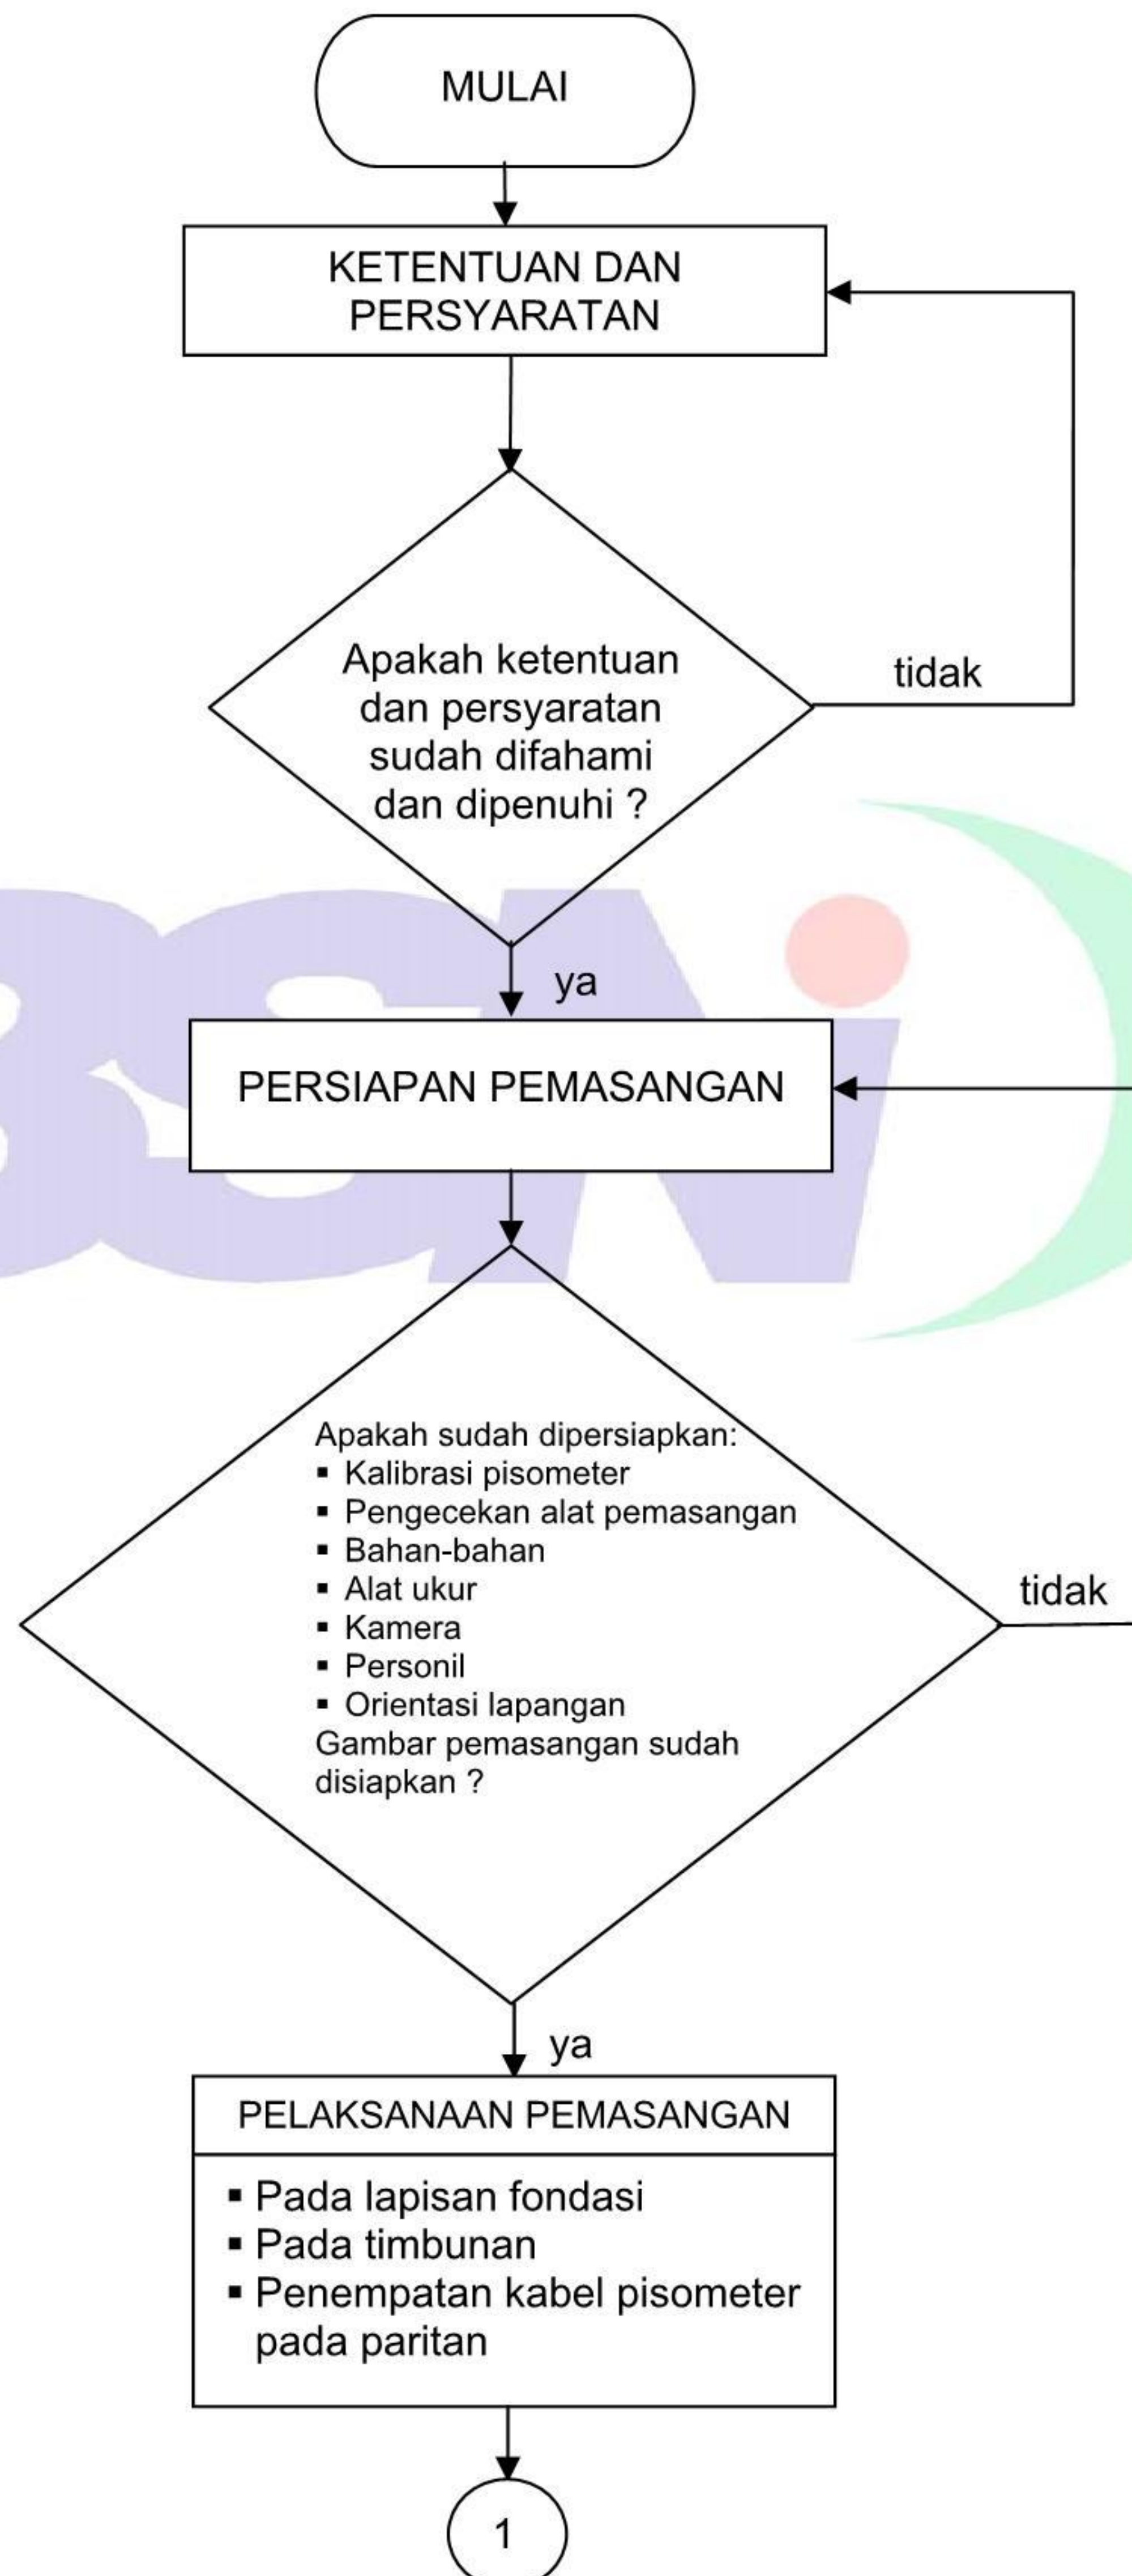 MULAI
KETENTUAN DAN
PERSYARATAN
Apakah ketentuan
dan persyaratan
sudah difahami
dan dipenuhi ?
tidak
ya
PERSIAPAN PEMASANGAN
Apakah sudah dipersiapkan:
▪ Kalibrasi pisometer
▪ Pengecekan alat pemasangan
▪ Bahan-bahan
▪ Alat ukur
▪ Kamera
▪ Personil
▪ Orientasi lapangan
Gambar pemasangan sudah
disiapkan ?
tidak
ya
PELAKSANAAN PEMASANGAN
▪ Pada lapisan fondasi
▪ Pada timbunan
▪ Penempatan kabel pisometer
pada paritan
1